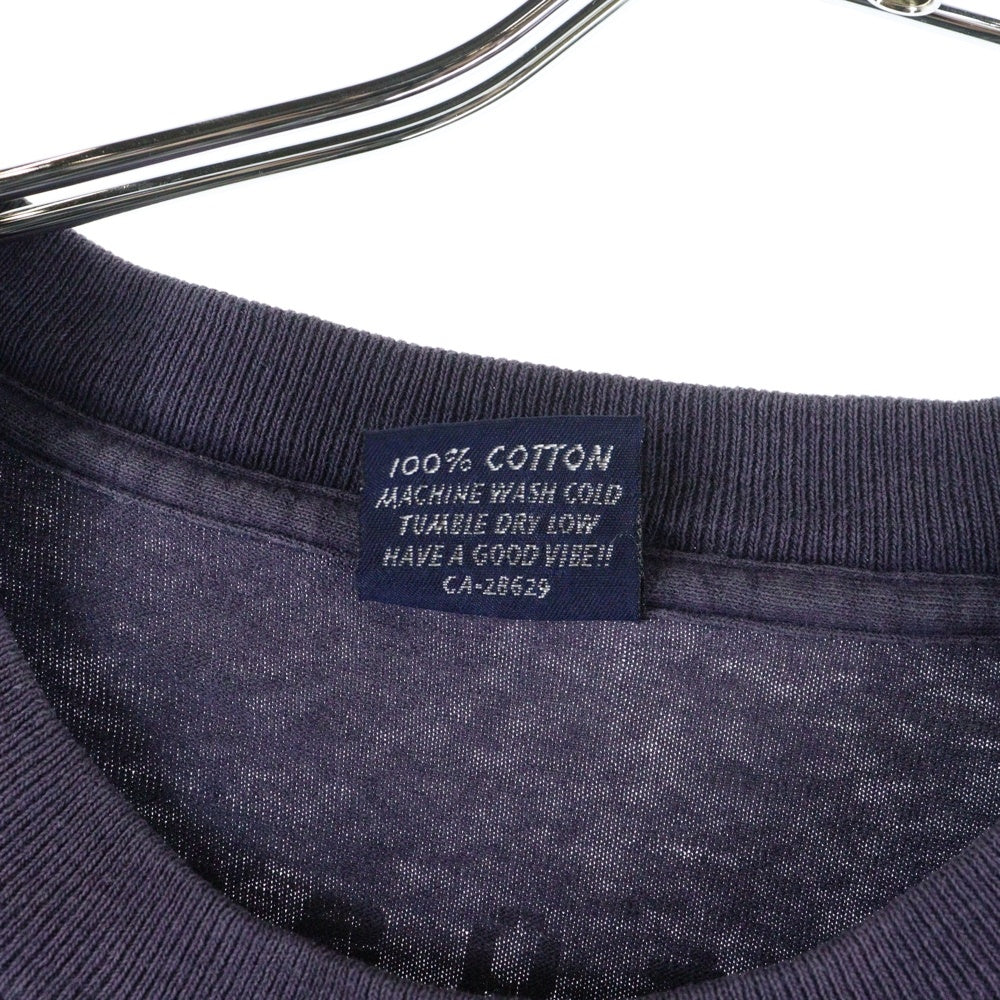 100% COTTON
MACHINE WASH COLD
TUMBLE DRY LOW
HAVE A GOOD VIBE!!
CA-28629